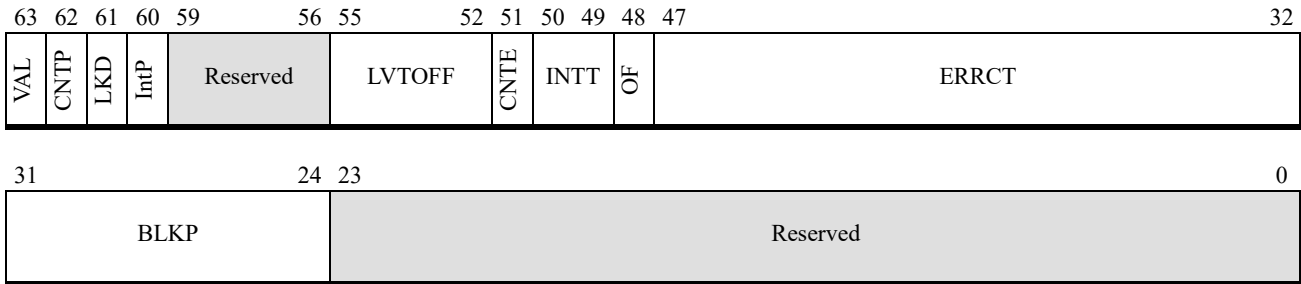 63 62 61 60 59 56 55 52 51 50 49 48 47 32
VAL CNTP LKD IntP Reserved LVTOFF CNTE INTT OF ERRCT
31 24 23 0
BLKP Reserved